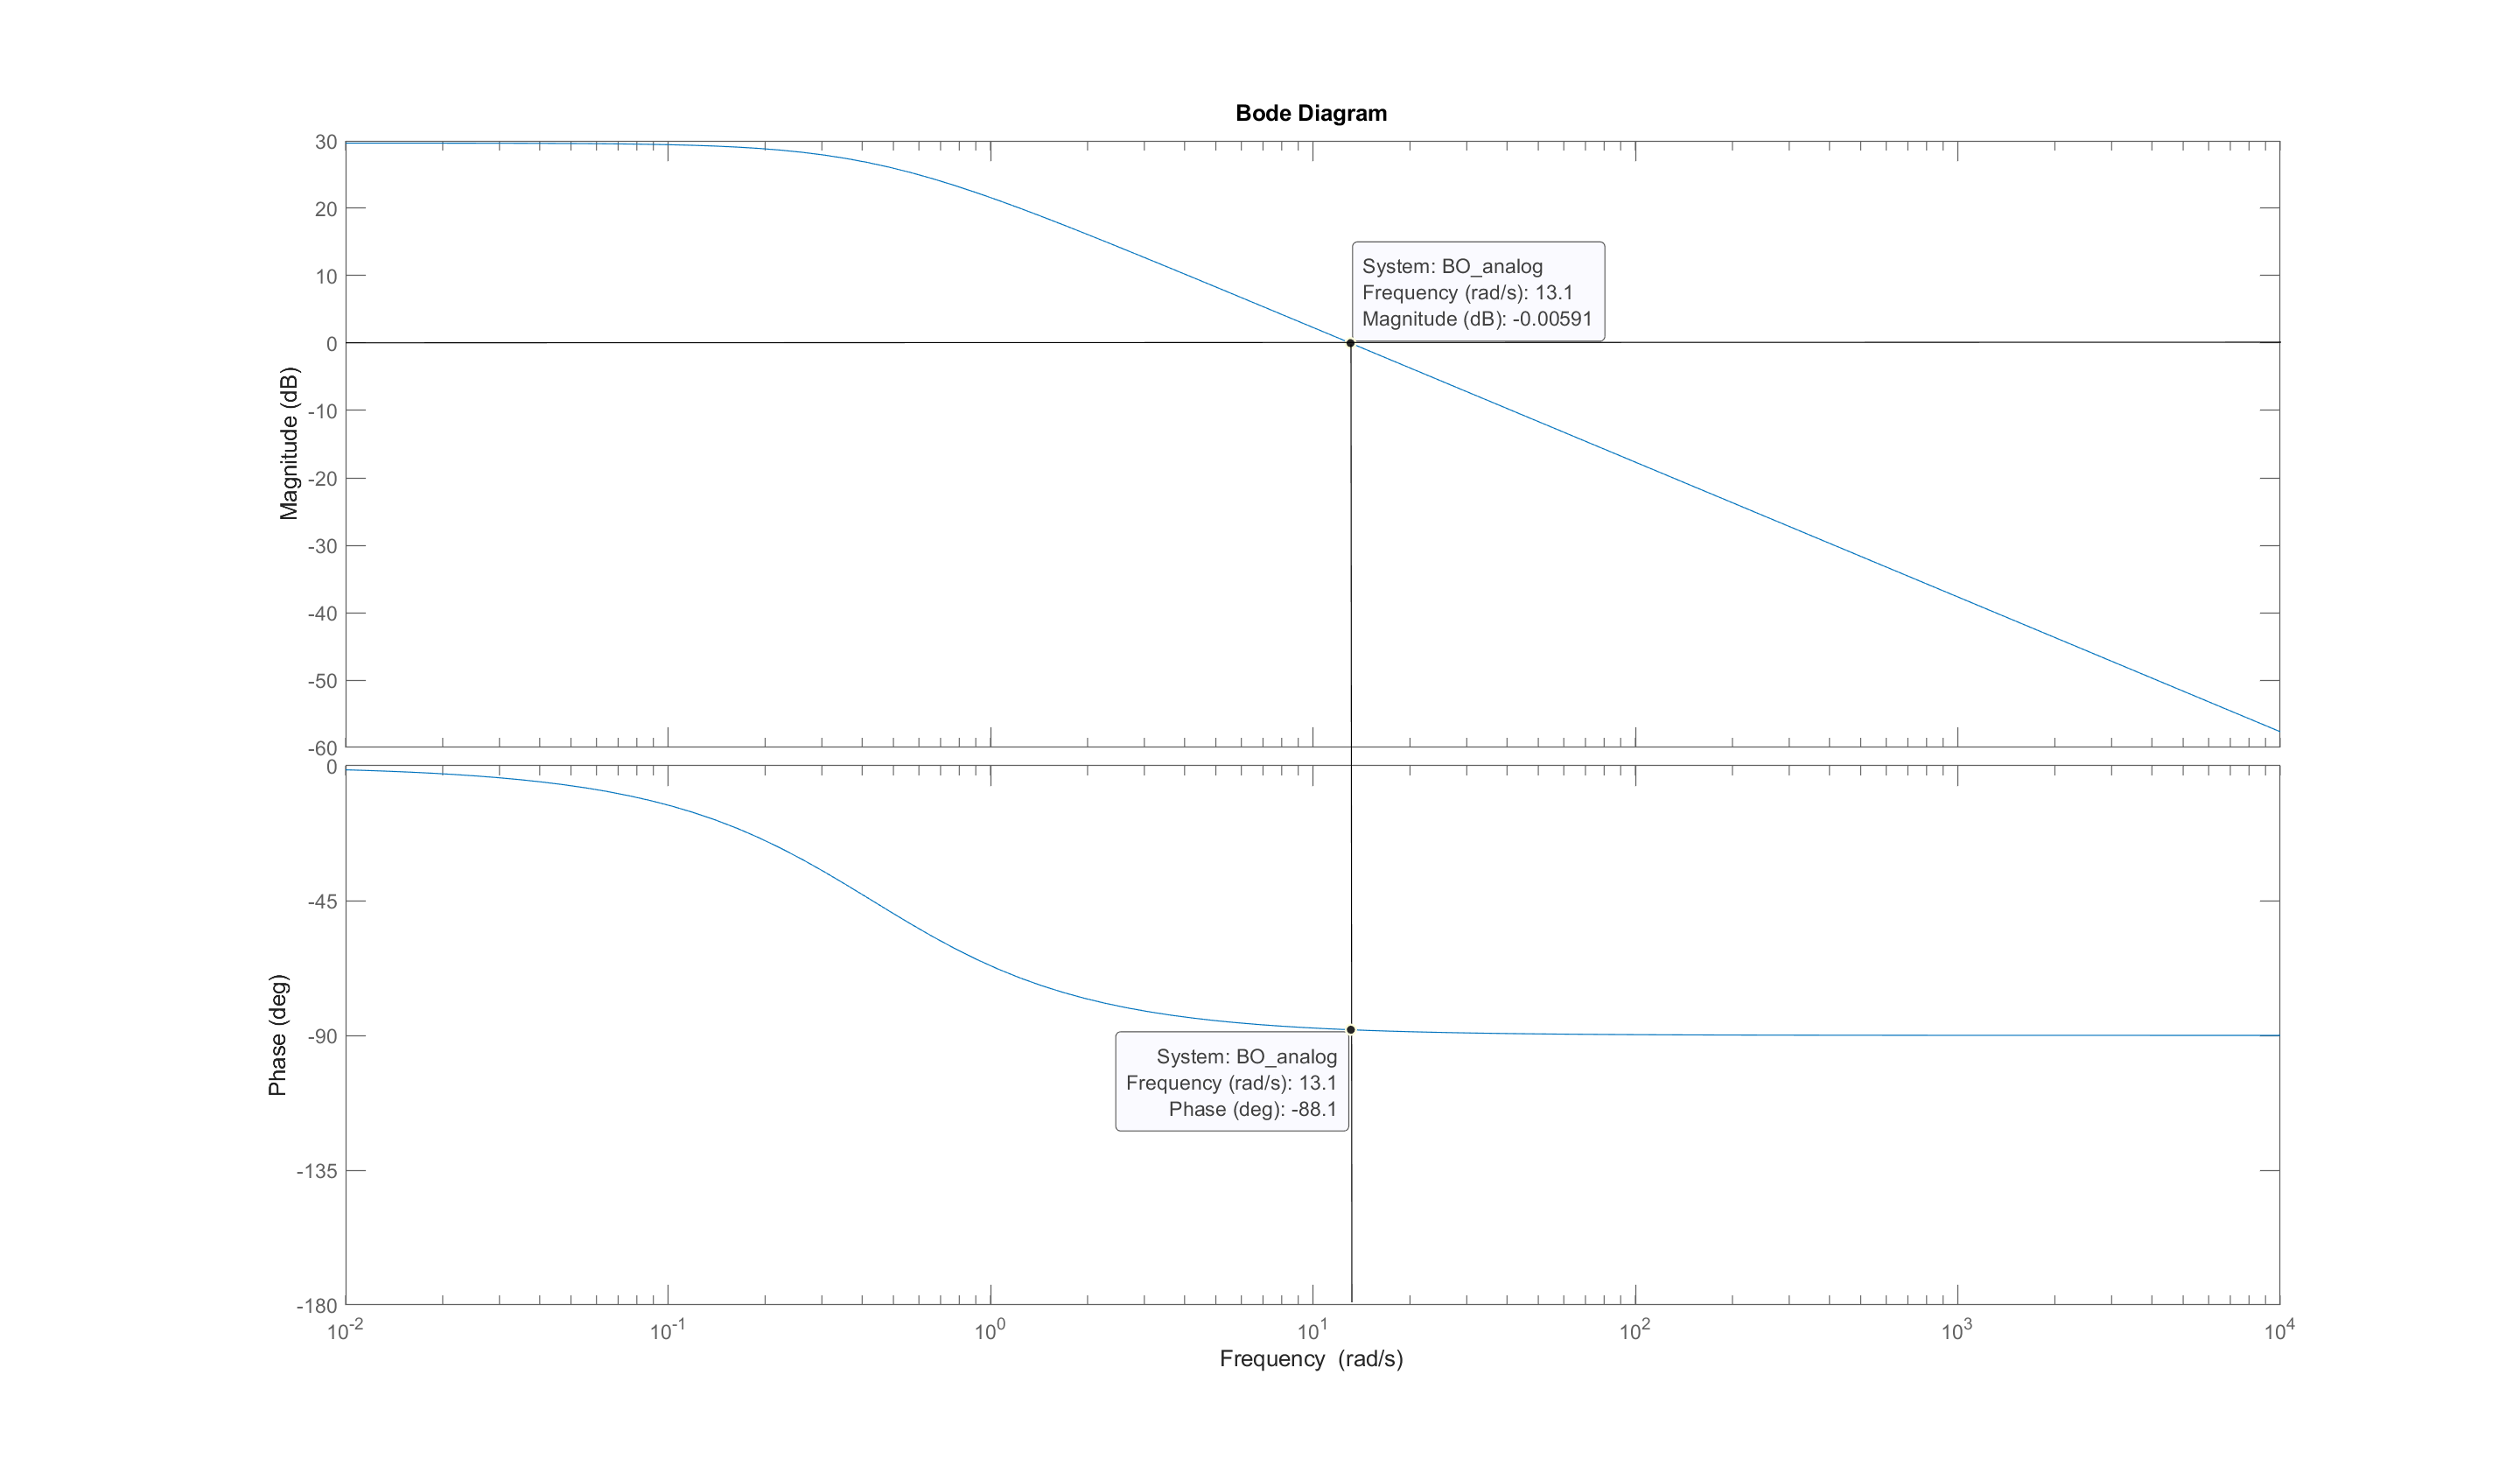 Bode Diagram
30
20
10
0
-10
-20
-30
-40
-50
-60
Magnitude (dB)
System: BO_analog
Frequency (rad/s): 13.1
Magnitude (dB): -0.00591
0
-45
-90
-135
-180
Phase (deg)
System: BO_analog
Frequency (rad/s): 13.1
Phase (deg): -88.1
10^-2 10^-1 10^0 10^1 10^2 10^3 10^4
Frequency (rad/s)